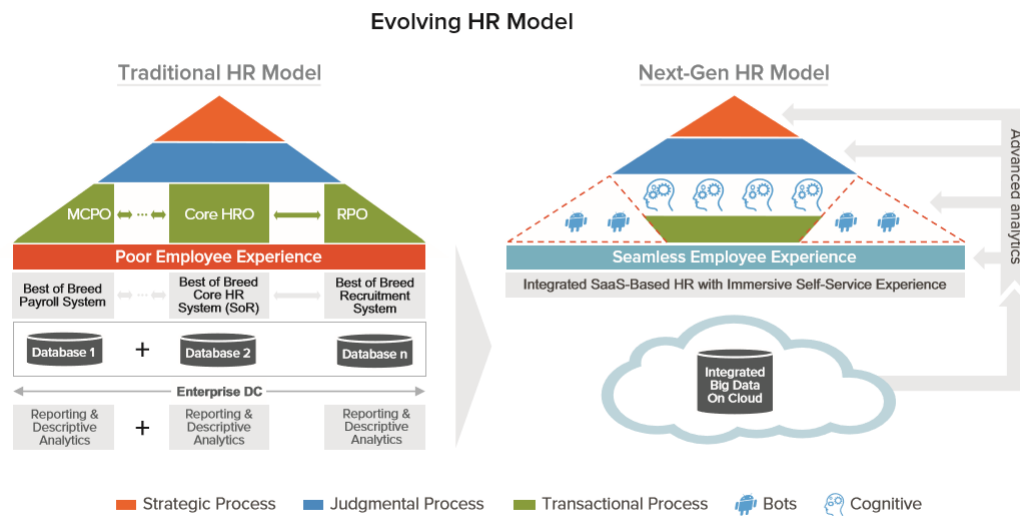 Evolving HR Model
Traditional HR Model
MCPO
...
Core HRO
RPO
Poor Employee Experience
Best of Breed
Payroll System
...
Best of Breed
Core HR
System (SoR)
Best of Breed
Recruitment
System
Database 1
+
Database 2
Database n
Enterprise DC
Reporting &
Descriptive
Analytics
+
Reporting &
Descriptive
Analytics
Reporting &
Descriptive
Analytics
Next-Gen HR Model
Seamless Employee Experience
Integrated SaaS-Based HR with Immersive Self-Service Experience
Integrated
Big Data
On Cloud
Advanced analytics
Strategic Process
Judgmental Process
Transactional Process
Bots
Cognitive